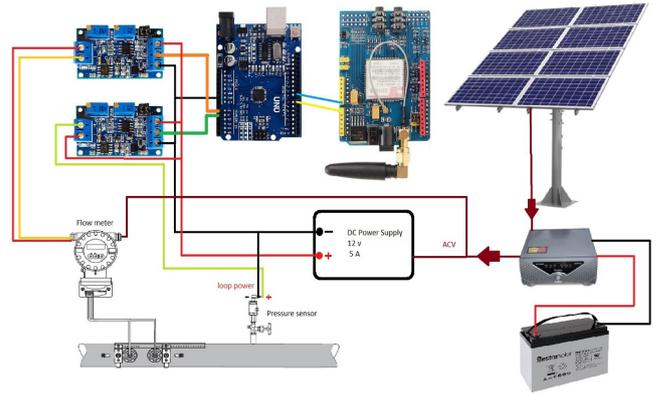 UNO
Flow meter
DC Power Supply
12 v
5 A
ACV
loop power
Pressure sensor